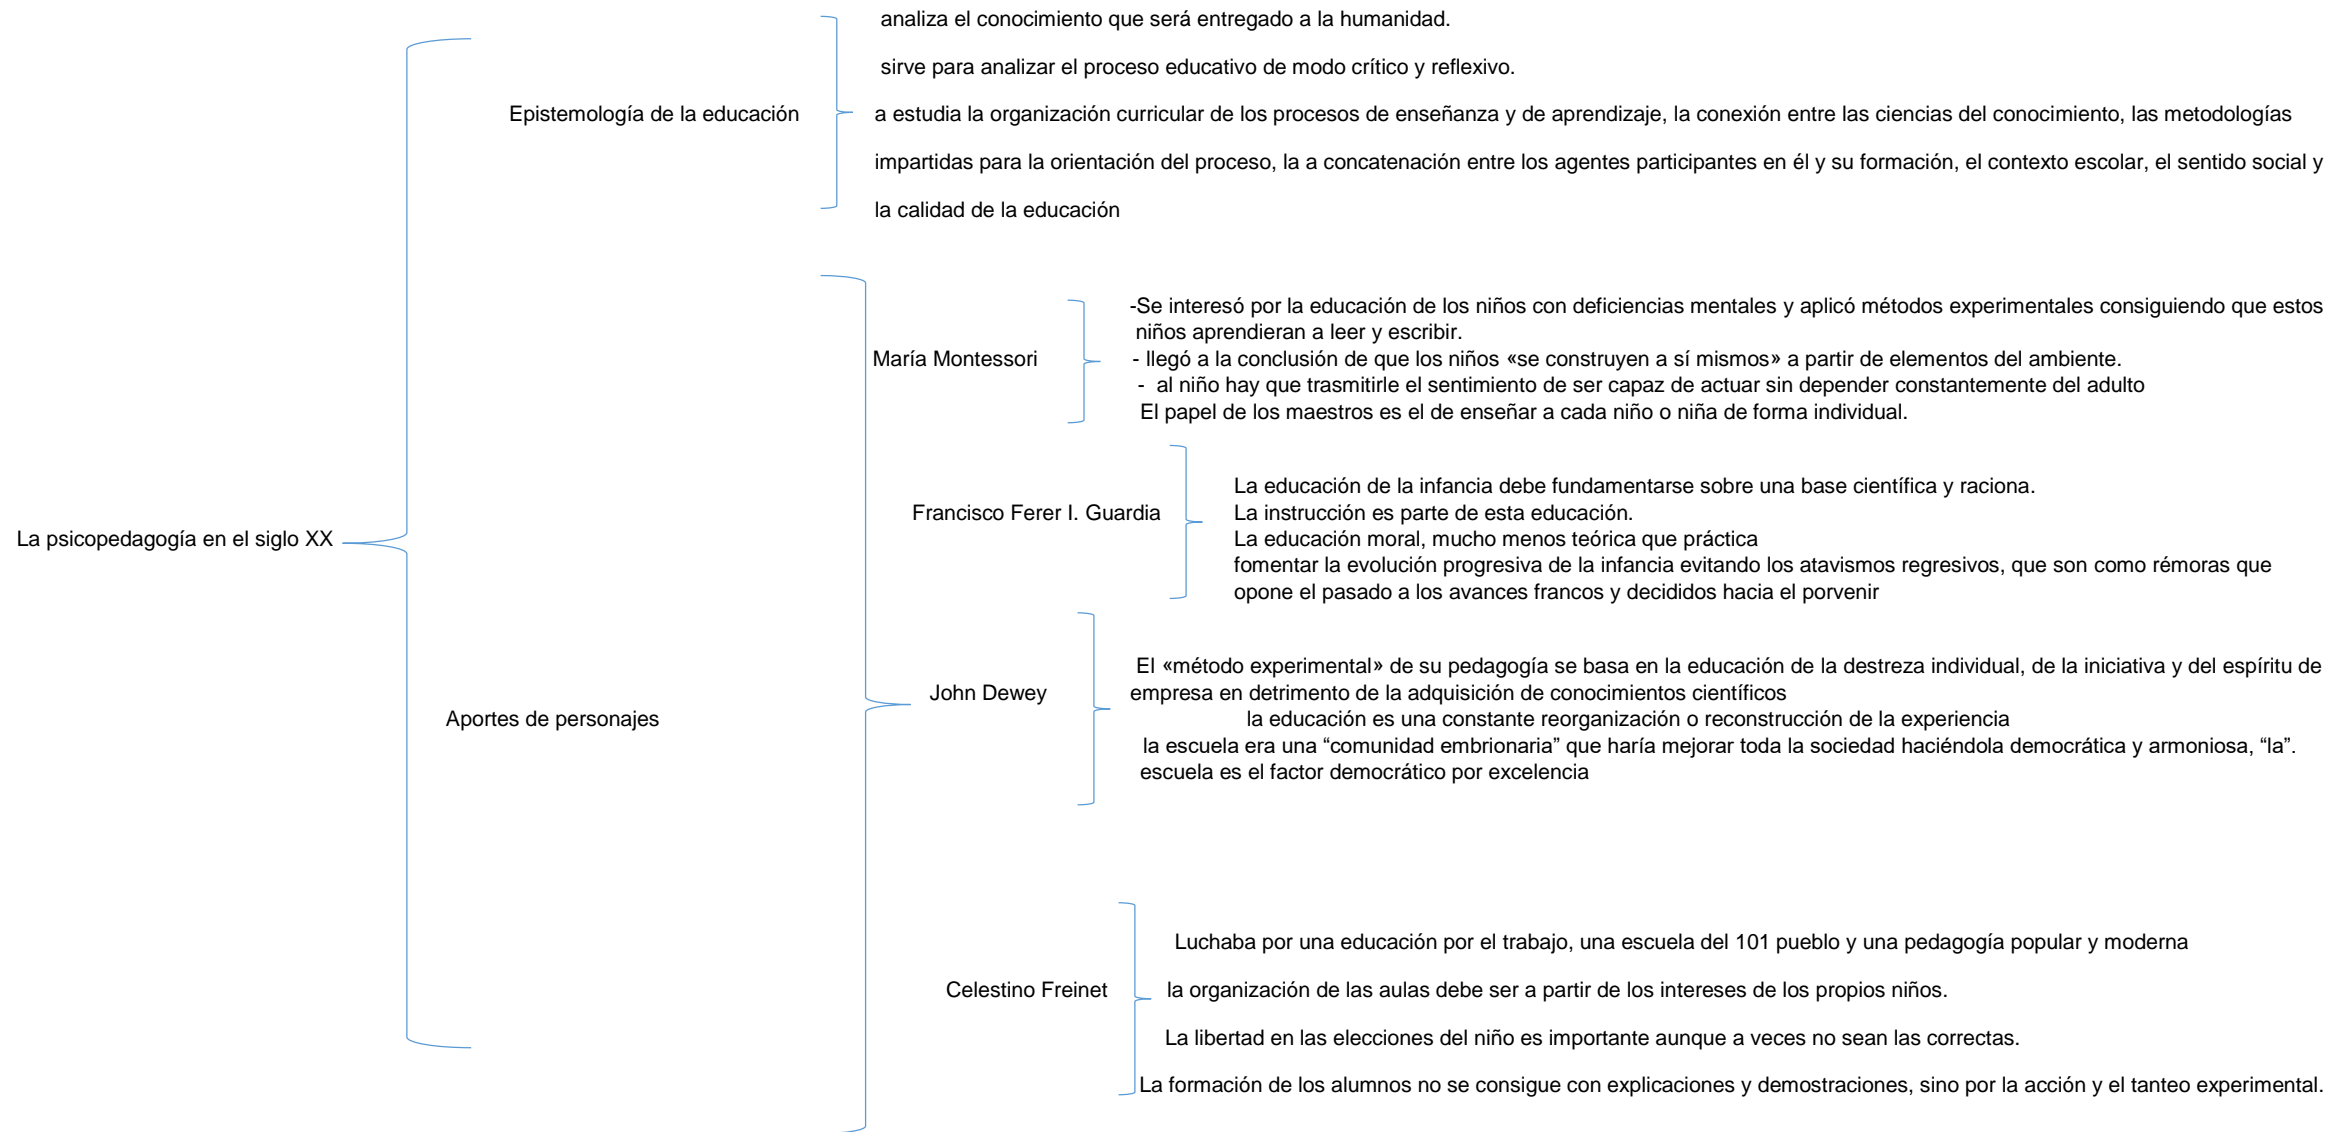 La psicopedagogía en el siglo XX
Epistemología de la educación
analiza el conocimiento que será entregado a la humanidad.
sirve para analizar el proceso educativo de modo crítico y reflexivo.
a estudia la organización curricular de los procesos de enseñanza y de aprendizaje, la conexión entre las ciencias del conocimiento, las metodologías
impartidas para la orientación del proceso, la a concatenación entre los agentes participantes en él y su formación, el contexto escolar, el sentido social y
la calidad de la educación
Aportes de personajes
María Montessori
-Se interesó por la educación de los niños con deficiencias mentales y aplicó métodos experimentales consiguiendo que estos
niños aprendieran a leer y escribir.
- llegó a la conclusión de que los niños «se construyen a sí mismos» a partir de elementos del ambiente.
- al niño hay que trasmitirle el sentimiento de ser capaz de actuar sin depender constantemente del adulto
El papel de los maestros es el de enseñar a cada niño o niña de forma individual.
Francisco Ferer I. Guardia
La educación de la infancia debe fundamentarse sobre una base científica y raciona.
La instrucción es parte de esta educación.
La educación moral, mucho menos teórica que práctica
fomentar la evolución progresiva de la infancia evitando los atavismos regresivos, que son como rémoras que
opone el pasado a los avances francos y decididos hacia el porvenir
John Dewey
El «método experimental» de su pedagogía se basa en la educación de la destreza individual, de la iniciativa y del espíritu de
empresa en detrimento de la adquisición de conocimientos científicos
la educación es una constante reorganización o reconstrucción de la experiencia
la escuela era una “comunidad embrionaria” que haría mejorar toda la sociedad haciéndola democrática y armoniosa, “la”.
escuela es el factor democrático por excelencia
Celestino Freinet
Luchaba por una educación por el trabajo, una escuela del 101 pueblo y una pedagogía popular y moderna
la organización de las aulas debe ser a partir de los intereses de los propios niños.
La libertad en las elecciones del niño es importante aunque a veces no sean las correctas.
La formación de los alumnos no se consigue con explicaciones y demostraciones, sino por la acción y el tanteo experimental.